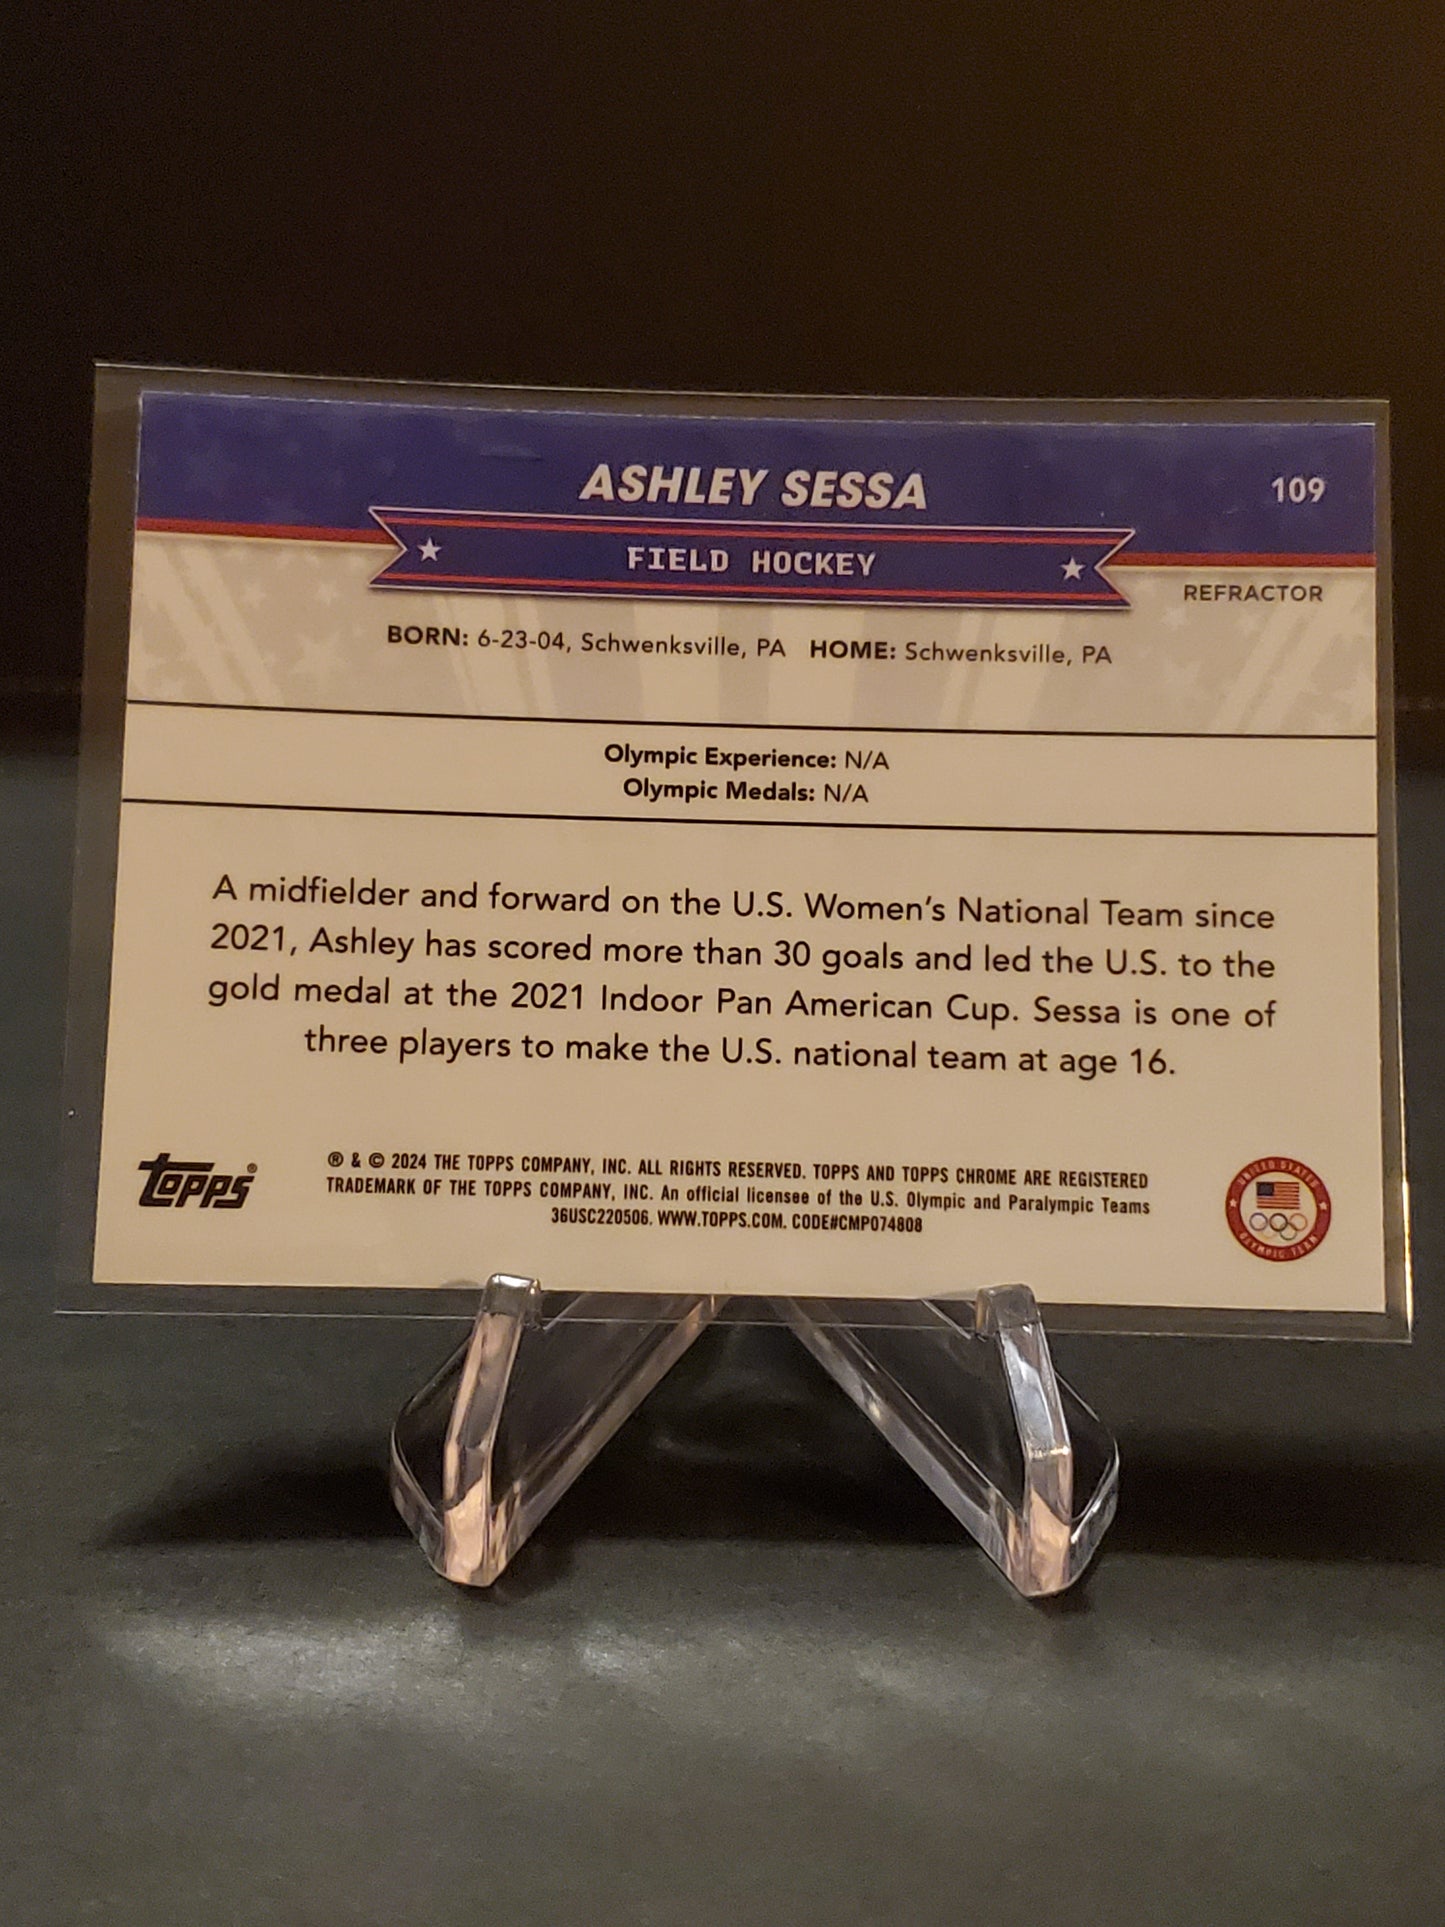 ASHLEY SESSA
109
FIELD HOCKEY
REFRACTOR
BORN: 6-23-04, Schwenksville, PA HOME: Schwenksville, PA
Olympic Experience: N/A
Olympic Medals: N/A
A midfielder and forward on the U.S. Women's National Team since
2021, Ashley has scored more than 30 goals and led the U.S. to the
gold medal at the 2021 Indoor Pan American Cup. Sessa is one of
three players to make the U.S. national team at age 16.
TOPPS®
® & © 2024 THE TOPPS COMPANY, INC. ALL RIGHTS RESERVED. TOPPS AND TOPPS CHROME ARE REGISTERED
TRADEMARK OF THE TOPPS COMPANY, INC. An official licensee of the U.S. Olympic and Paralympic Teams
36USC220506. WWW.TOPPS.COM. CODE#CMP074808
UNITED STATES
OLYMPIC TEAM